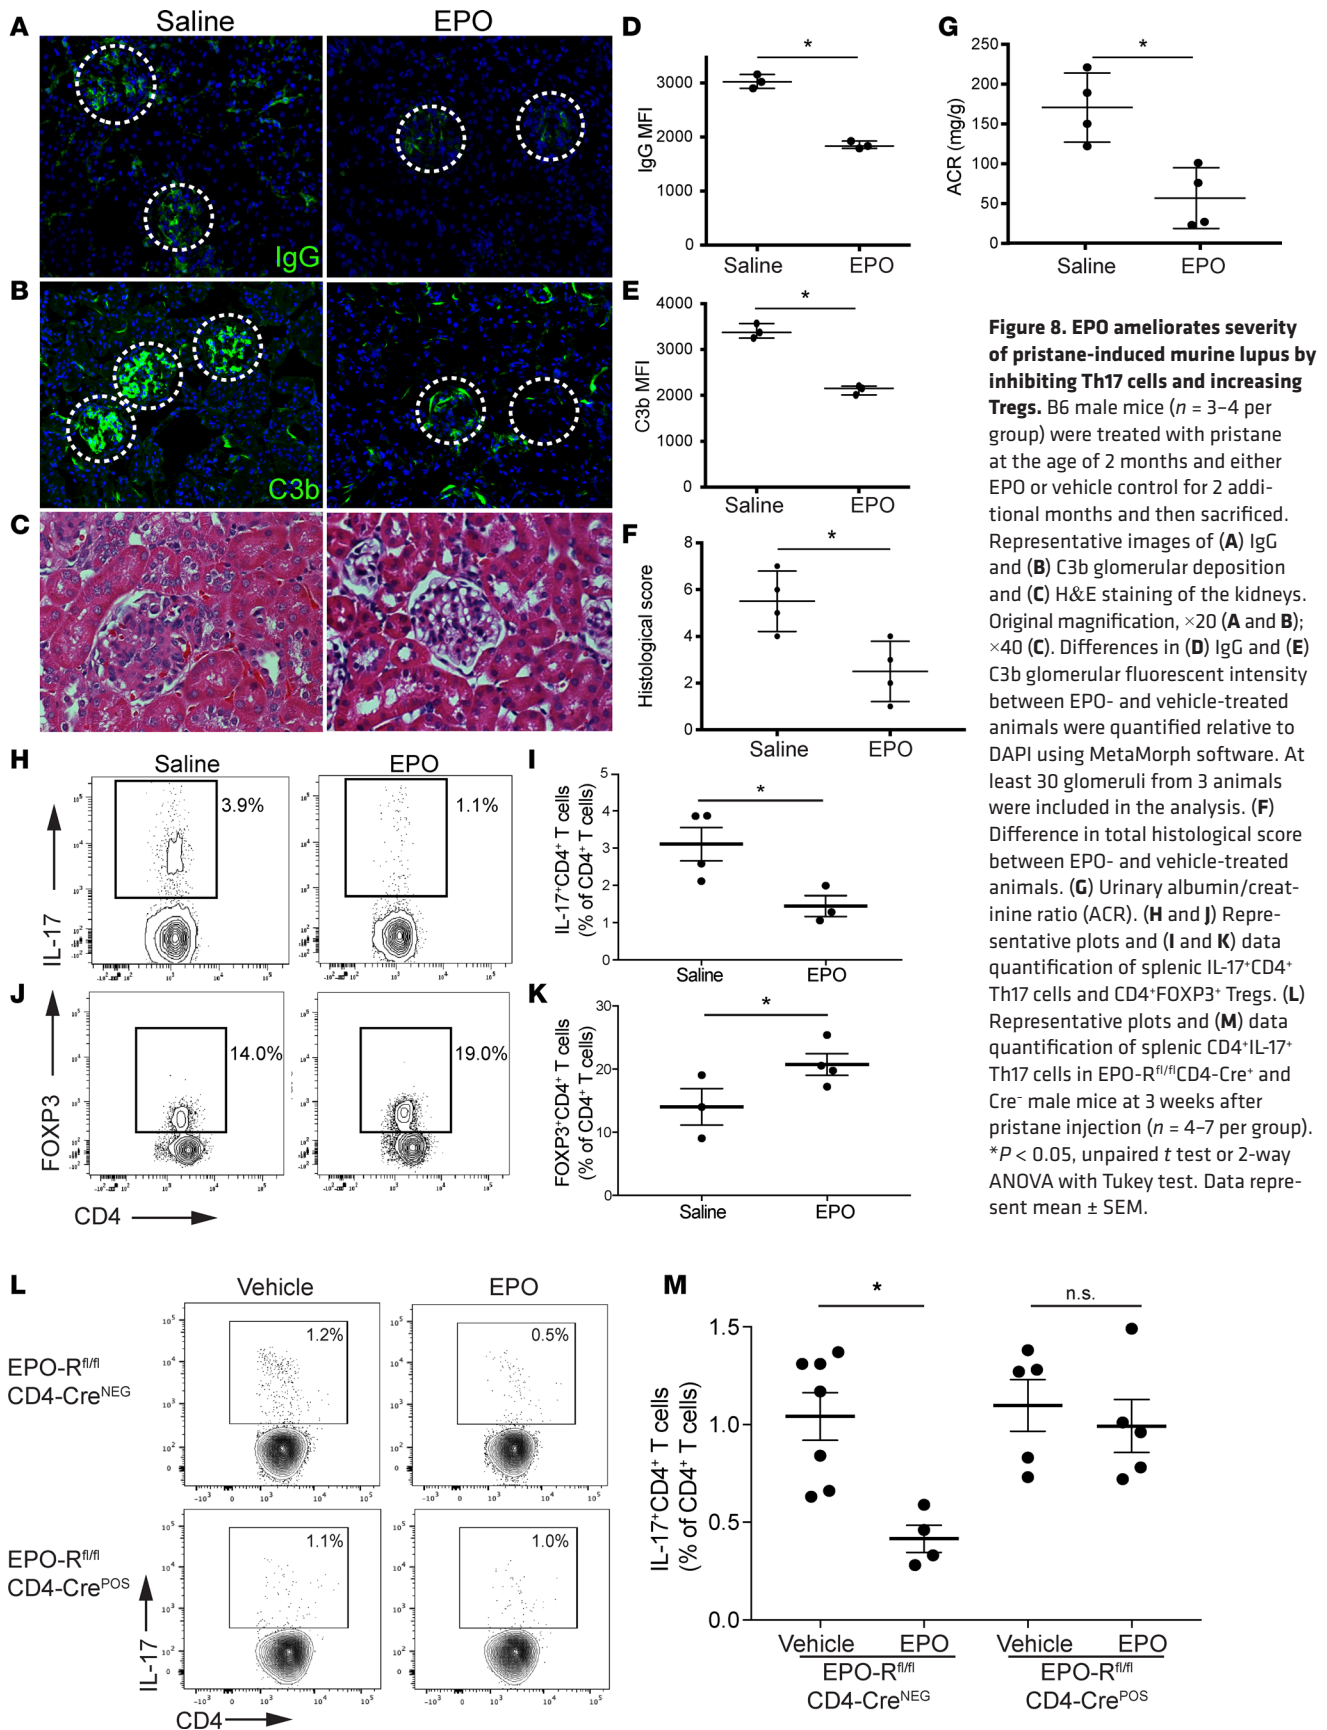 A
Saline
EPO
IgG
B
C3b
C
D
IgG MFI
3000
2000
1000
0
*
Saline
EPO
E
C3b MFI
4000
3000
2000
1000
0
*
Saline
EPO
F
Histological score
8
6
4
2
0
*
Saline
EPO
G
ACR (mg/g)
250
200
150
100
50
0
*
Saline
EPO
Figure 8. EPO ameliorates severity
of pristane-induced murine lupus by
inhibiting Th17 cells and increasing
Tregs. B6 male mice (n = 3–4 per
group) were treated with pristane
at the age of 2 months and either
EPO or vehicle control for 2 addi-
tional months and then sacrificed.
Representative images of (A) IgG
and (B) C3b glomerular deposition
and (C) H&E staining of the kidneys.
Original magnification, ×20 (A and B);
×40 (C). Differences in (D) IgG and (E)
C3b glomerular fluorescent intensity
between EPO- and vehicle-treated
animals were quantified relative to
DAPI using MetaMorph software. At
least 30 glomeruli from 3 animals
were included in the analysis. (F)
Difference in total histological score
between EPO- and vehicle-treated
animals. (G) Urinary albumin/creat-
inine ratio (ACR). (H and J) Repre-
sentative plots and (I and K) data
quantification of splenic IL-17⁺CD4⁺
Th17 cells and CD4⁺FOXP3⁺ Tregs. (L)
Representative plots and (M) data
quantification of splenic CD4⁺IL-17⁺
Th17 cells in EPO-Rfl/flCD4-Cre⁺ and
Cre⁻ male mice at 3 weeks after
pristane injection (n = 4–7 per group).
*P < 0.05, unpaired t test or 2-way
ANOVA with Tukey test. Data repre-
sent mean ± SEM.
H
Saline
EPO
3.9%
1.1%
IL-17
I
IL-17⁺CD4⁺ T cells
(% of CD4⁺ T cells)
5
4
3
2
1
0
*
Saline
EPO
J
14.0%
19.0%
FOXP3
CD4
K
FOXP3⁺CD4⁺ T cells
(% of CD4⁺ T cells)
30
20
10
0
*
Saline
EPO
L
Vehicle
EPO
EPO-Rfl/fl
CD4-CreNEG
1.2%
0.5%
EPO-Rfl/fl
CD4-CrePOS
1.1%
1.0%
IL-17
CD4
M
IL-17⁺CD4⁺ T cells
(% of CD4⁺ T cells)
1.5
1.0
0.5
0.0
*
n.s.
Vehicle
EPO
Vehicle
EPO
EPO-Rfl/fl
CD4-CreNEG
EPO-Rfl/fl
CD4-CrePOS